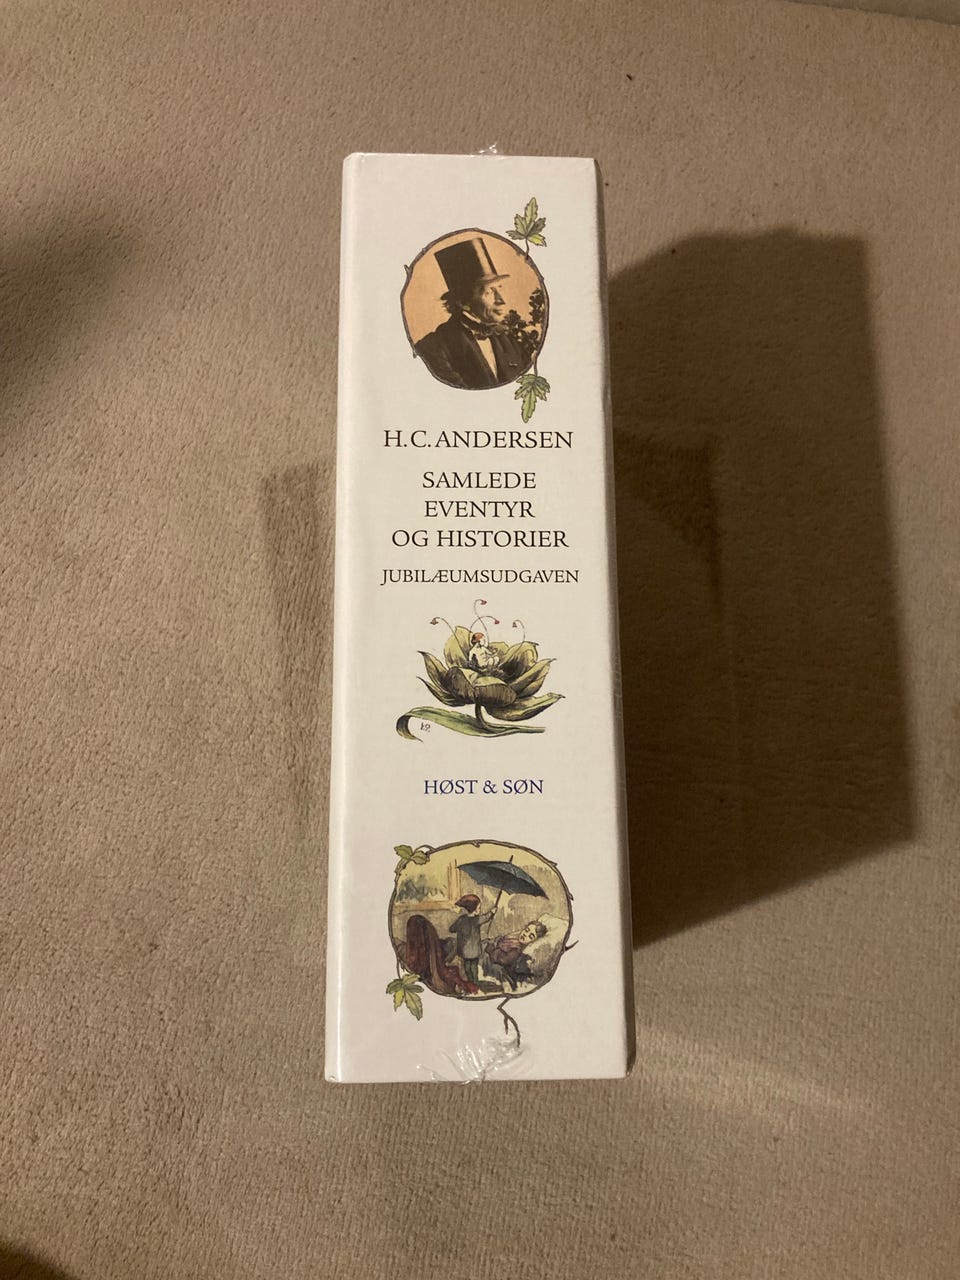 H.C.ANDERSEN
SAMLEDE
EVENTYR
OG HISTORIER
JUBILÆUMSUDGAVEN
HØST & SØN